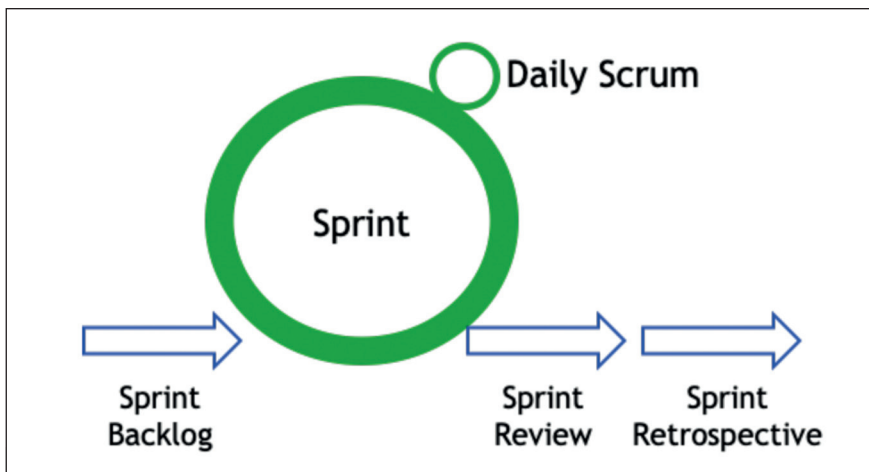 Daily Scrum
Sprint
Sprint
Backlog
Sprint
Review
Sprint
Retrospective